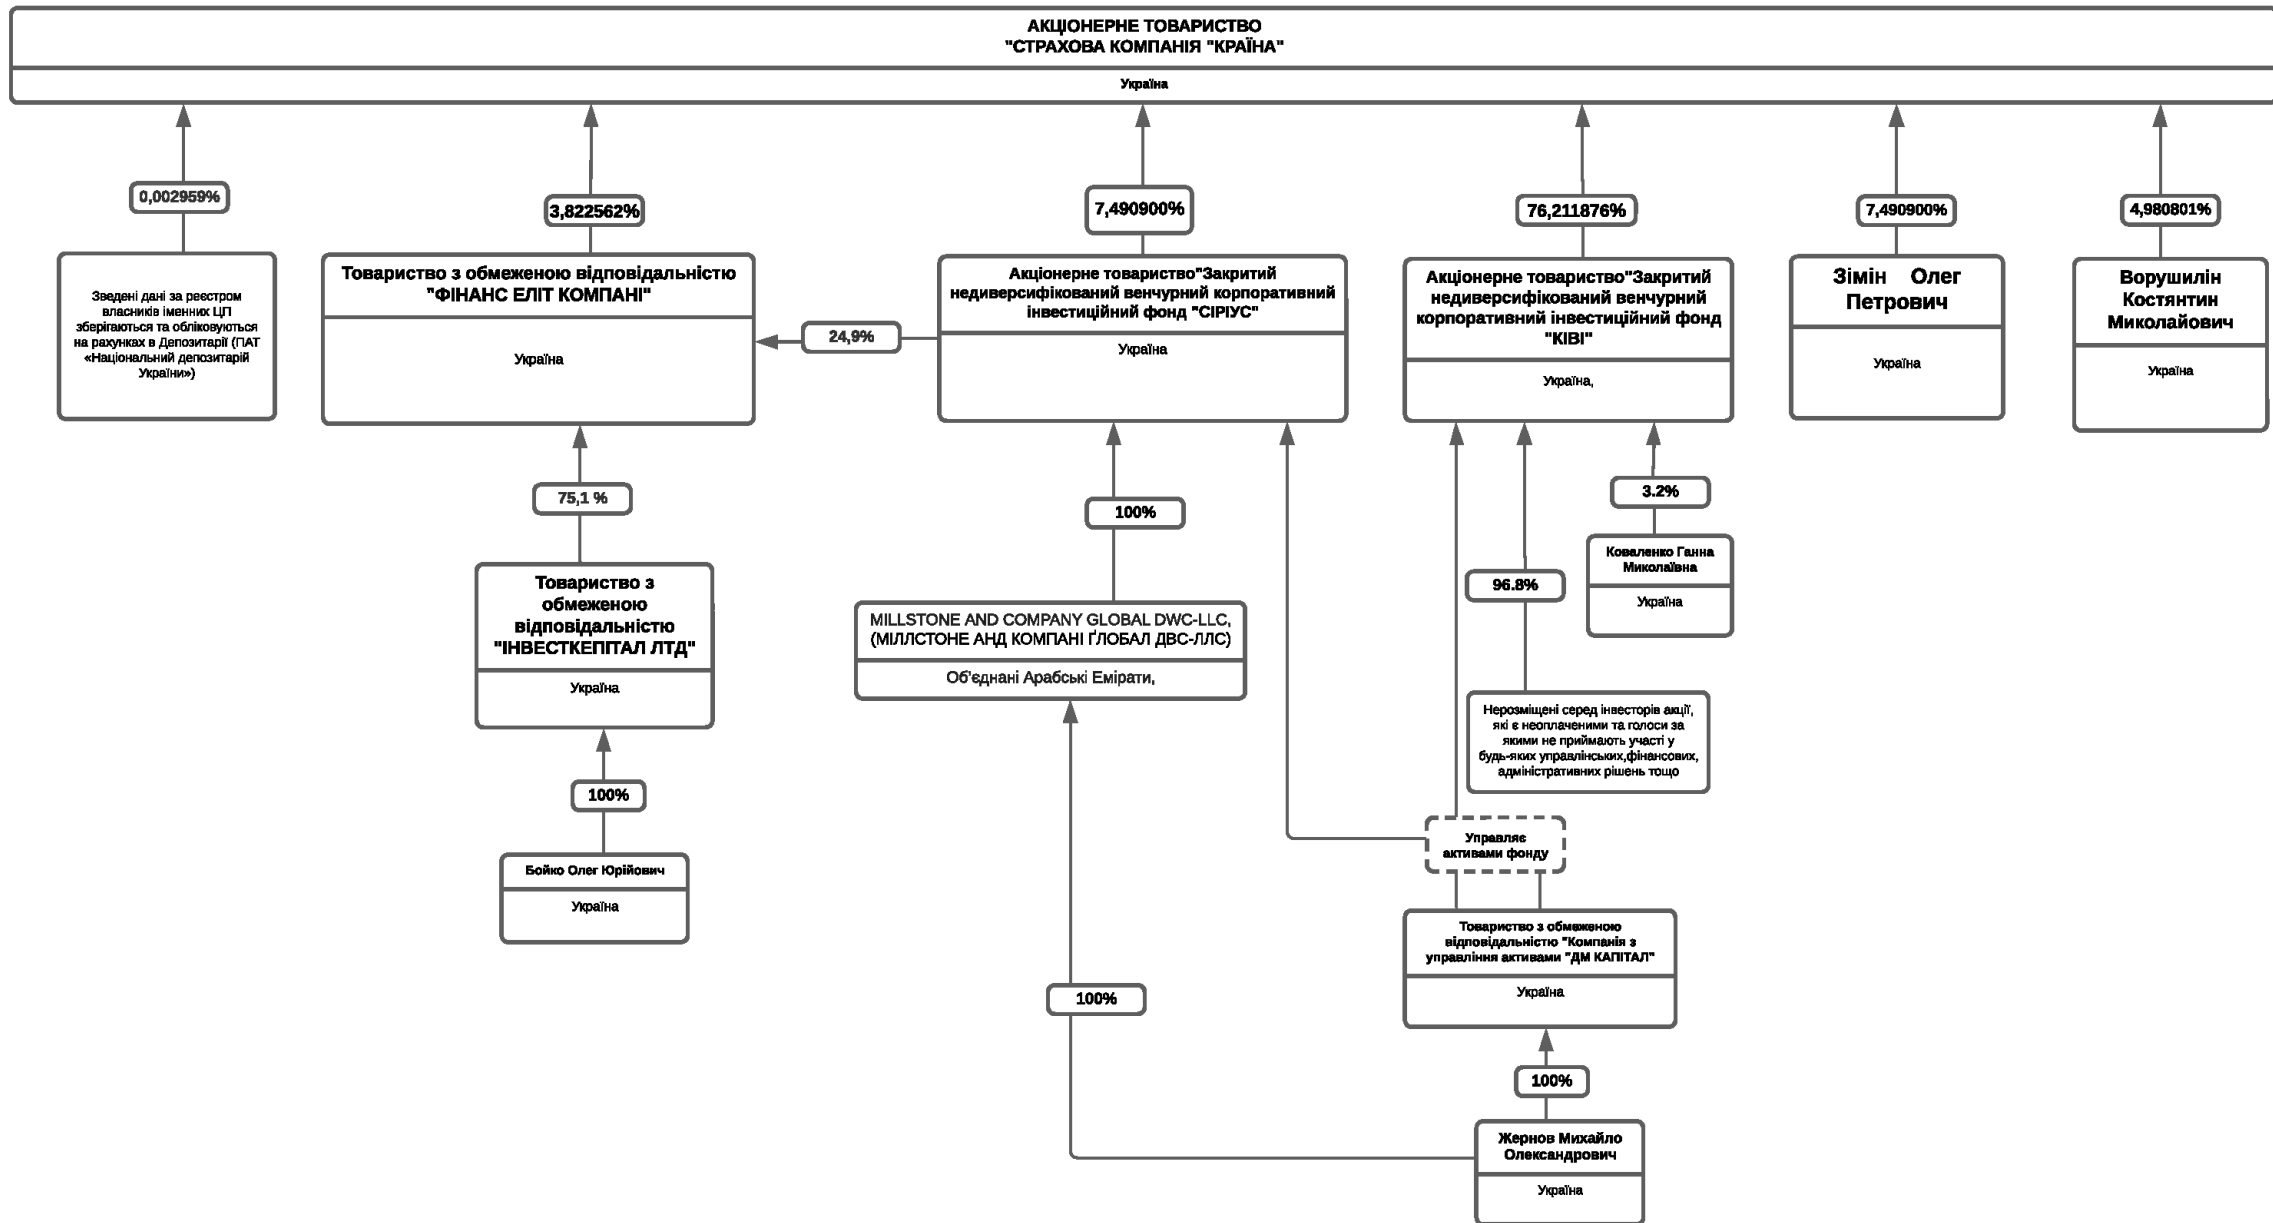 АКЦІОНЕРНЕ ТОВАРИСТВО
"СТРАХОВА КОМПАНІЯ "КРАЇНА"
Україна
0,002959%
3,822562%
7,490900%
76,211876%
7,490900%
4,980801%
Зведені дані за реєстром
власників іменних ЦП
зберігаються та обліковуються
на рахунках в Депозитарії (ПАТ
«Національний депозитарій
України»)
Товариство з обмеженою відповідальністю
"ФІНАНС ЕЛІТ КОМПАНІ"
Україна
24,9%
Акціонерне товариство"Закритий
недиверсифікований венчурний корпоративний
інвестиційний фонд "СІРІУС"
Україна
Акціонерне товариство"Закритий
недиверсифікований венчурний
корпоративний інвестиційний фонд
"КІВІ"
Україна,
Зімін Олег
Петрович
Україна
Ворушилін
Костянтин
Миколайович
Україна
75,1 %
100%
3.2%
96.8%
Коваленко Ганна
Миколаївна
Україна
Товариство з
обмеженою
відповідальністю
"ІНВЕСТКЕПІТАЛ ЛТД"
Україна
MILLSTONE AND COMPANY GLOBAL DWC-LLC,
(МІЛЛСТОНЕ АНД КОМПАНІ ҐЛОБАЛ ДВС-ЛЛС)
Об'єднані Арабські Емірати,
Нерозміщені серед інвесторів акції,
які є неоплаченими та голоси за
якими не приймають участі у
будь-яких управлінських,фінансових,
адміністративних рішень тощо
100%
Управляє
активами фонду
Бойко Олег Юрійович
Україна
Товариство з обмеженою
відповідальністю "Компанія з
управління активами "ДМ КАПІТАЛ"
Україна
100%
100%
Жернов Михайло
Олександрович
Україна